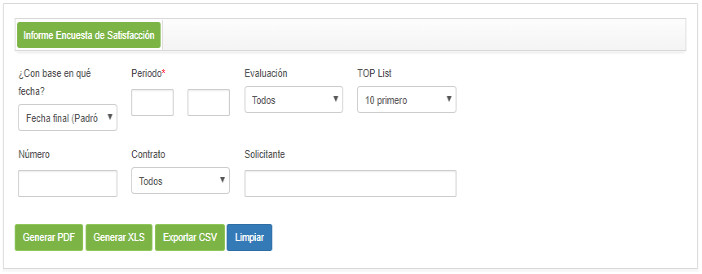 Informe Encuesta de Satisfacción
¿Con base en qué fecha?
Periodo*
Evaluación
TOP List
Fecha final (Padró
Todos
10 primero
Número
Contrato
Solicitante
Todos
Generar PDF
Generar XLS
Exportar CSV
Limpiar